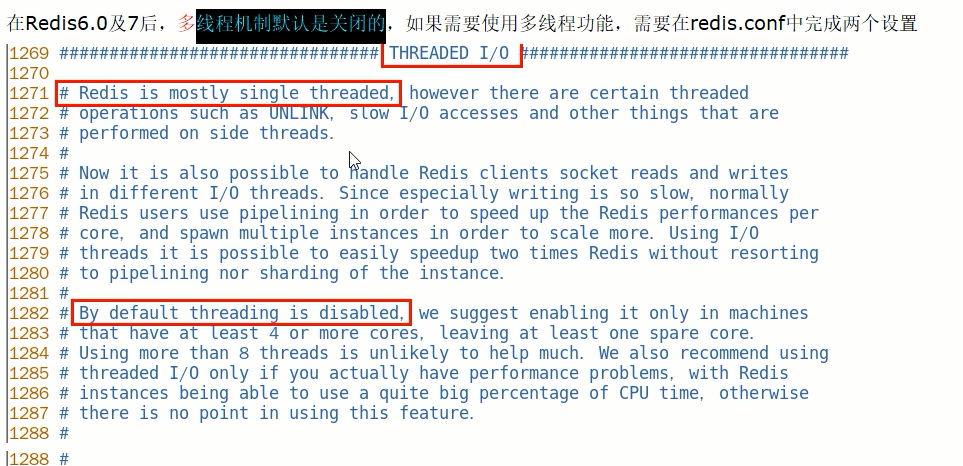 在Redis6.0及7后，多线程机制默认是关闭的，如果需要使用多线程功能，需要在redis.conf中完成两个设置
1269 ################################ THREADED I/O #################################
1270
1271 # Redis is mostly single threaded, however there are certain threaded
1272 # operations such as UNLINK, slow I/O accesses and other things that are
1273 # performed on side threads.
1274 #
1275 # Now it is also possible to handle Redis clients socket reads and writes
1276 # in different I/O threads. Since especially writing is so slow, normally
1277 # Redis users use pipelining in order to speed up the Redis performances per
1278 # core, and spawn multiple instances in order to scale more. Using I/O
1279 # threads it is possible to easily speedup two times Redis without resorting
1280 # to pipelining nor sharding of the instance.
1281 #
1282 # By default threading is disabled, we suggest enabling it only in machines
1283 # that have at least 4 or more cores, leaving at least one spare core.
1284 # Using more than 8 threads is unlikely to help much. We also recommend using
1285 # threaded I/O only if you actually have performance problems, with Redis
1286 # instances being able to use a quite big percentage of CPU time, otherwise
1287 # there is no point in using this feature.
1288 #
1288 #